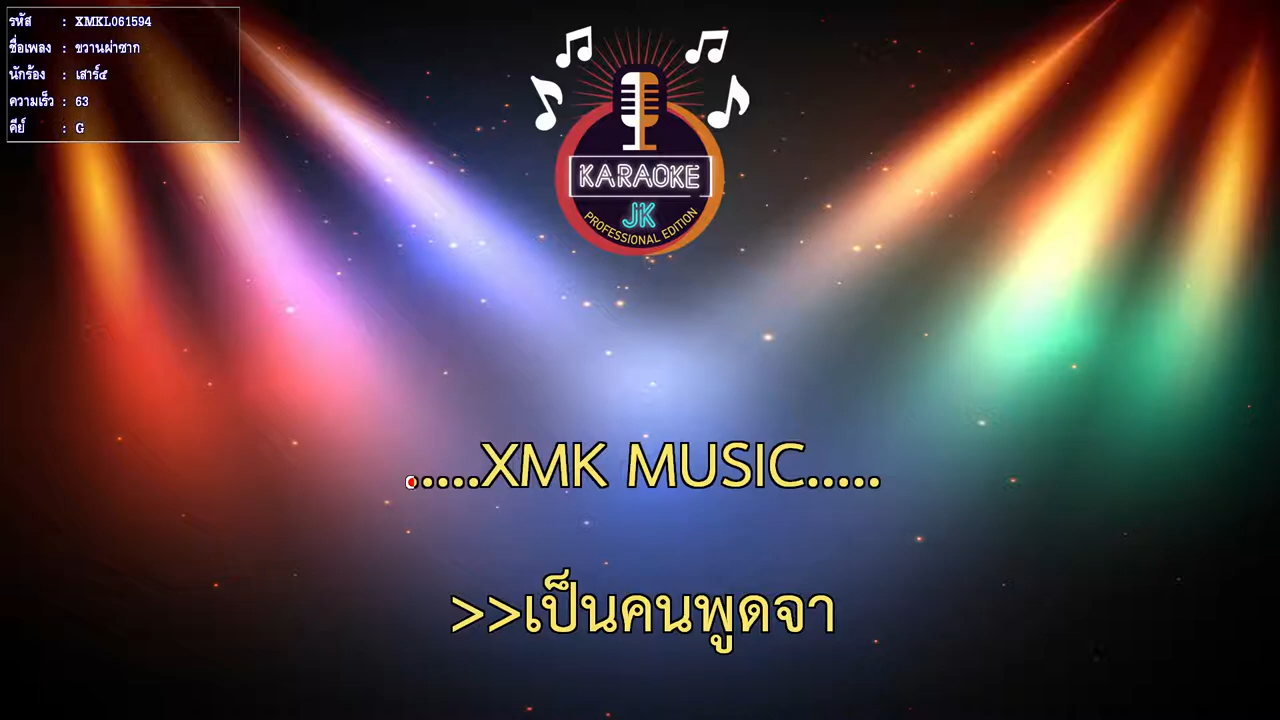 รหัส : XMKL061594
ชื่อเพลง : ขวานผ่าซาก
นักร้อง : เสาร์๕
ความเร็ว : 63
คีย์ : G
KARAOKE
JK
PROFESSIONAL EDITION
.....XMK MUSIC.....
>>เป็นคนพูดจา